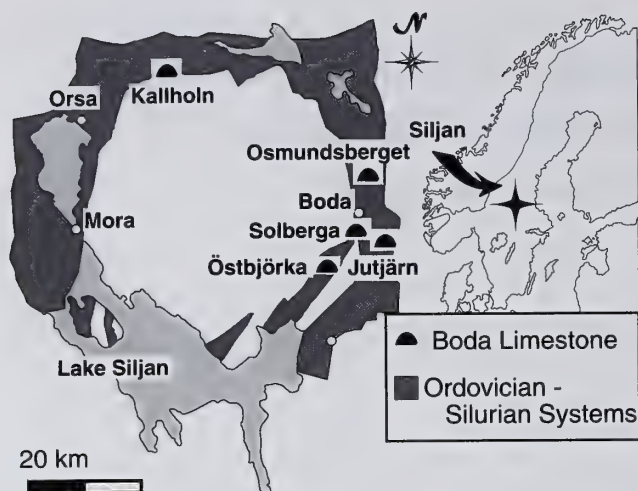 N
Orsa
Kallholn
Siljan
Osmundsberget
Boda
Mora
Solberga
Östbjörka
Jutjärn
Lake Siljan
Boda Limestone
Ordovician -
Silurian Systems
20 km